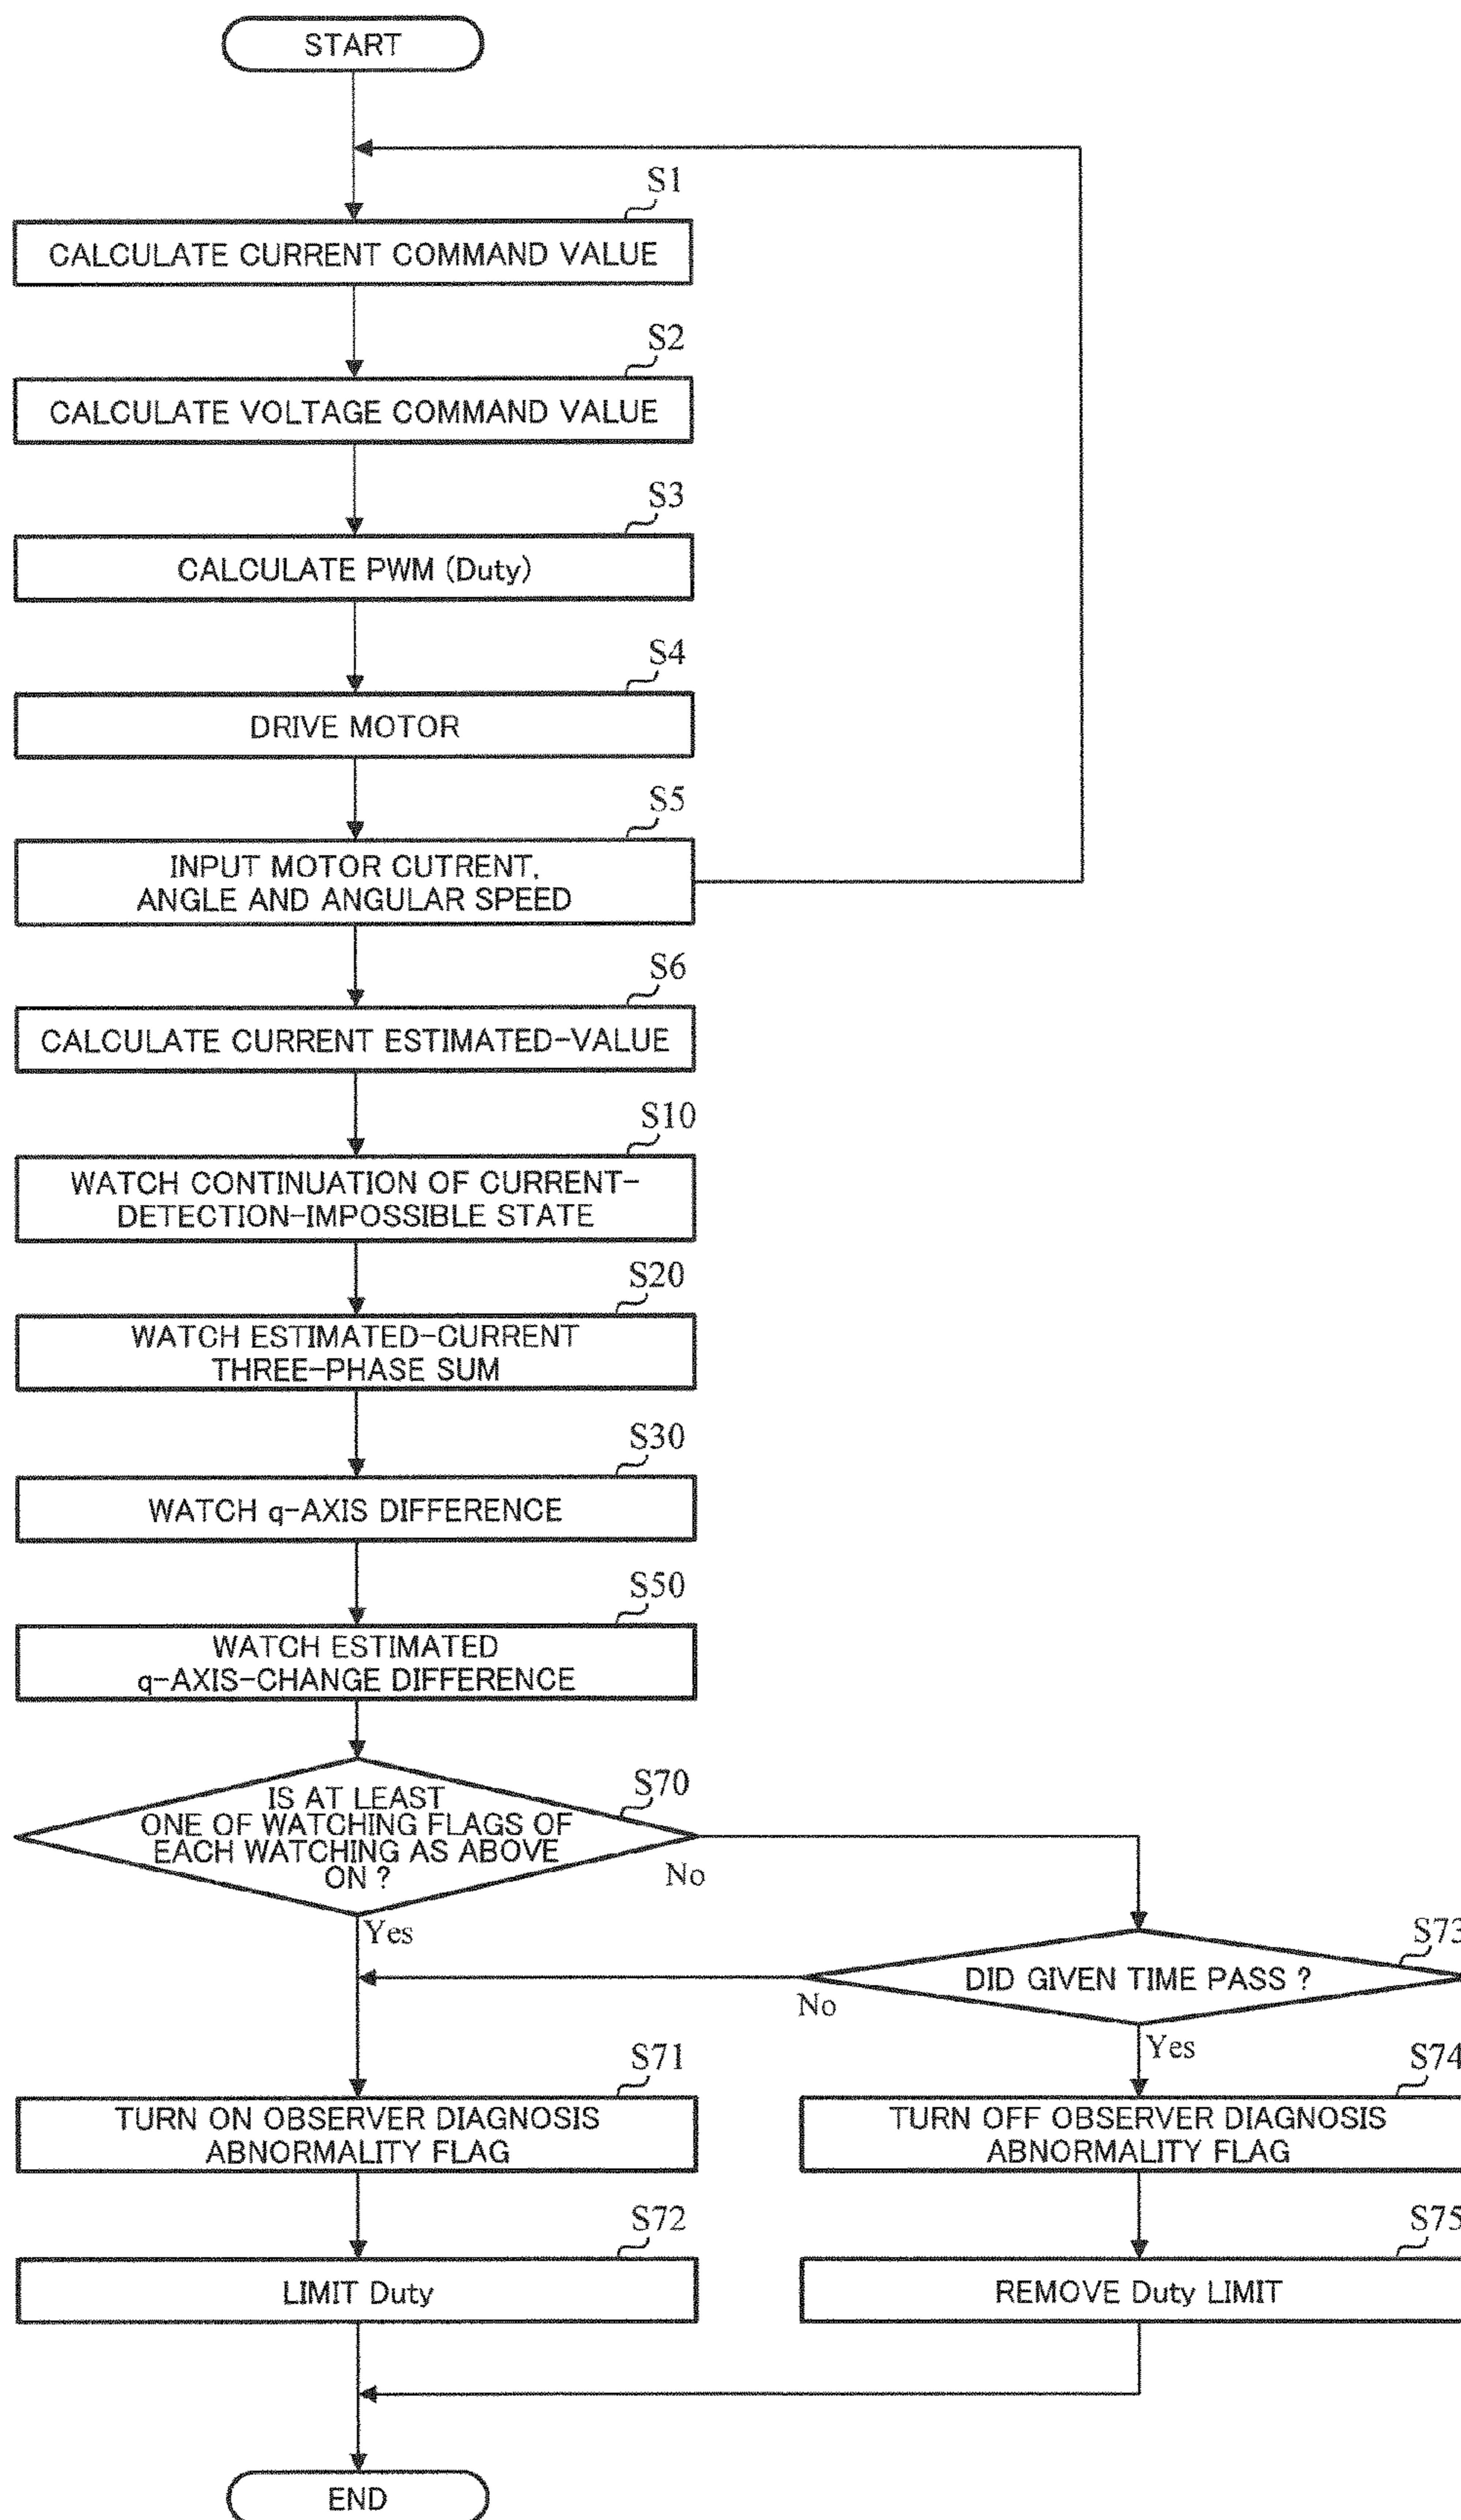 START
S1
CALCULATE CURRENT COMMAND VALUE
S2
CALCULATE VOLTAGE COMMAND VALUE
S3
CALCULATE PWM (Duty)
S4
DRIVE MOTOR
S5
INPUT MOTOR CUTRENT,
ANGLE AND ANGULAR SPEED
S6
CALCULATE CURRENT ESTIMATED-VALUE
S10
WATCH CONTINUATION OF CURRENT-
DETECTION-IMPOSSIBLE STATE
S20
WATCH ESTIMATED-CURRENT
THREE-PHASE SUM
S30
WATCH q-AXIS DIFFERENCE
S50
WATCH ESTIMATED
q-AXIS-CHANGE DIFFERENCE
S70
IS AT LEAST
ONE OF WATCHING FLAGS OF
EACH WATCHING AS ABOVE
ON ?
No
Yes
S73
DID GIVEN TIME PASS ?
No
Yes
S71
TURN ON OBSERVER DIAGNOSIS
ABNORMALITY FLAG
S74
TURN OFF OBSERVER DIAGNOSIS
ABNORMALITY FLAG
S72
LIMIT Duty
S75
REMOVE Duty LIMIT
END